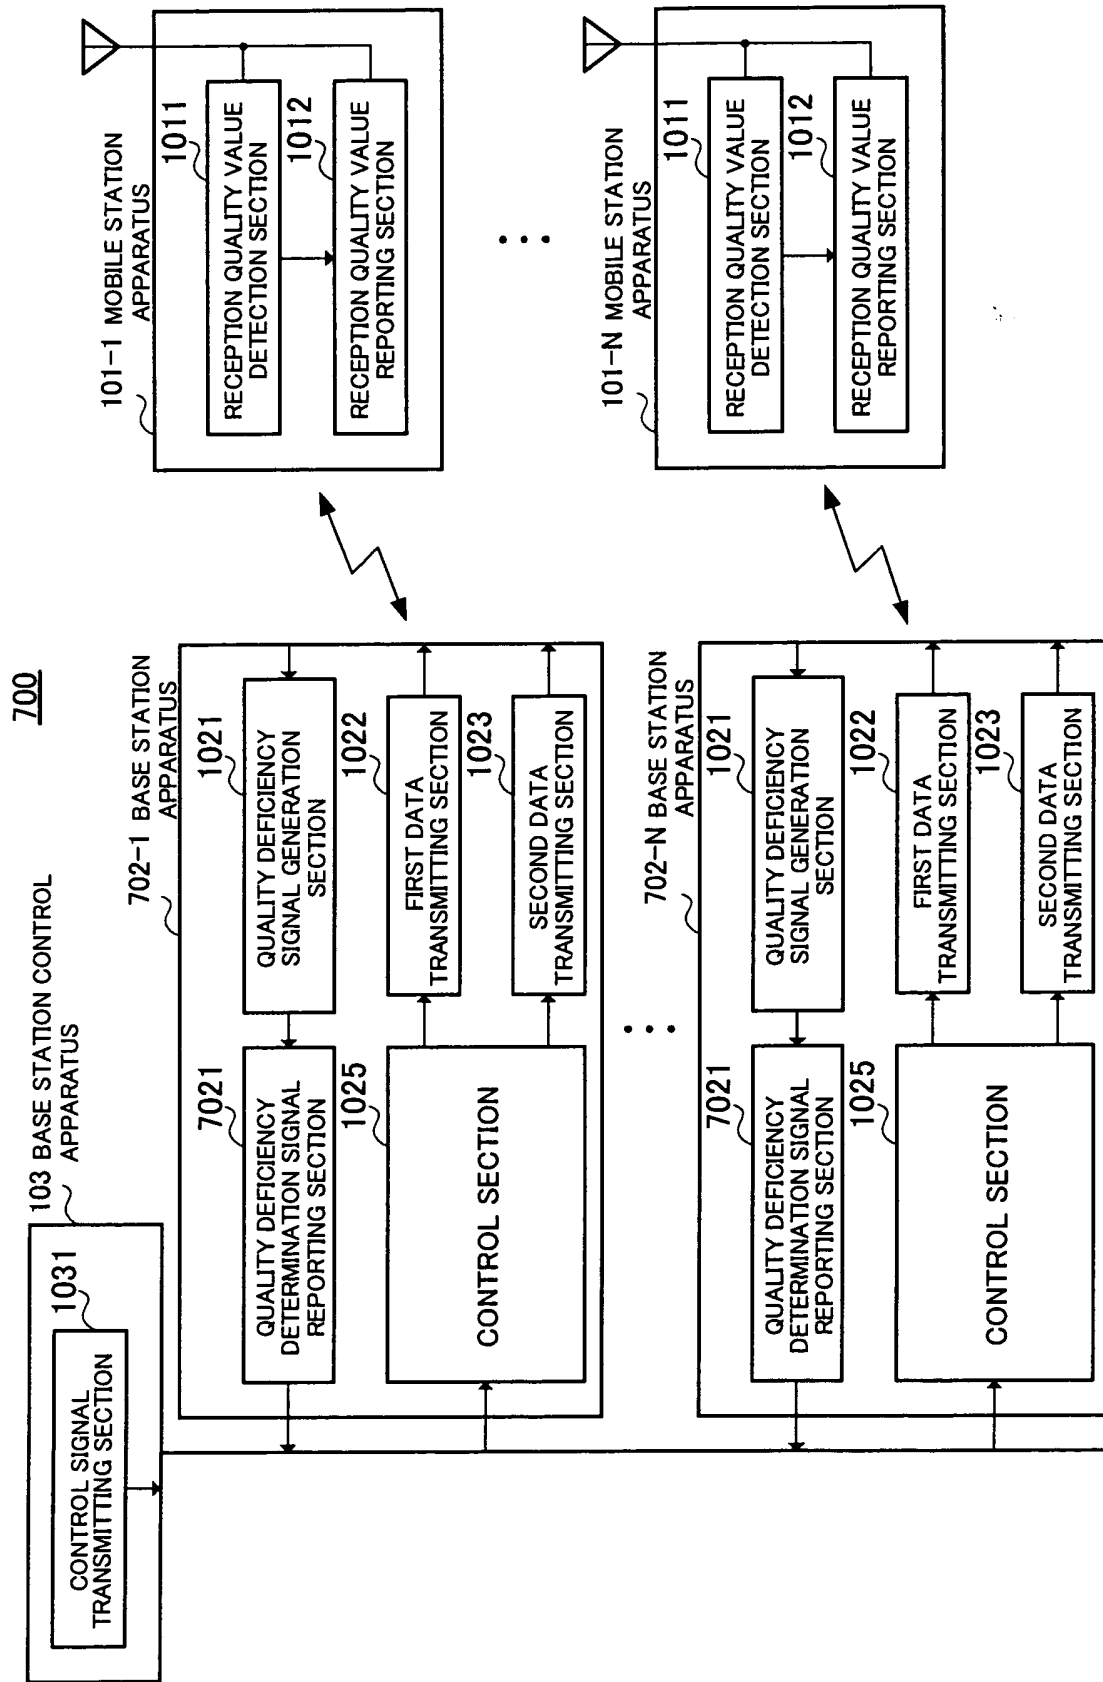 700
103 BASE STATION CONTROL
APPARATUS
1031
CONTROL SIGNAL
TRANSMITTING SECTION
702-1 BASE STATION
APPARATUS
7021
QUALITY DEFICIENCY
DETERMINATION SIGNAL
REPORTING SECTION
1021
QUALITY DEFICIENCY
SIGNAL GENERATION
SECTION
1025
CONTROL SECTION
1022
FIRST DATA
TRANSMITTING SECTION
1023
SECOND DATA
TRANSMITTING SECTION
101-1 MOBILE STATION
APPARATUS
1011
RECEPTION QUALITY VALUE
DETECTION SECTION
1012
RECEPTION QUALITY VALUE
REPORTING SECTION
702-N BASE STATION
APPARATUS
7021
QUALITY DEFICIENCY
DETERMINATION SIGNAL
REPORTING SECTION
1021
QUALITY DEFICIENCY
SIGNAL GENERATION
SECTION
1025
CONTROL SECTION
1022
FIRST DATA
TRANSMITTING SECTION
1023
SECOND DATA
TRANSMITTING SECTION
101-N MOBILE STATION
APPARATUS
1011
RECEPTION QUALITY VALUE
DETECTION SECTION
1012
RECEPTION QUALITY VALUE
REPORTING SECTION